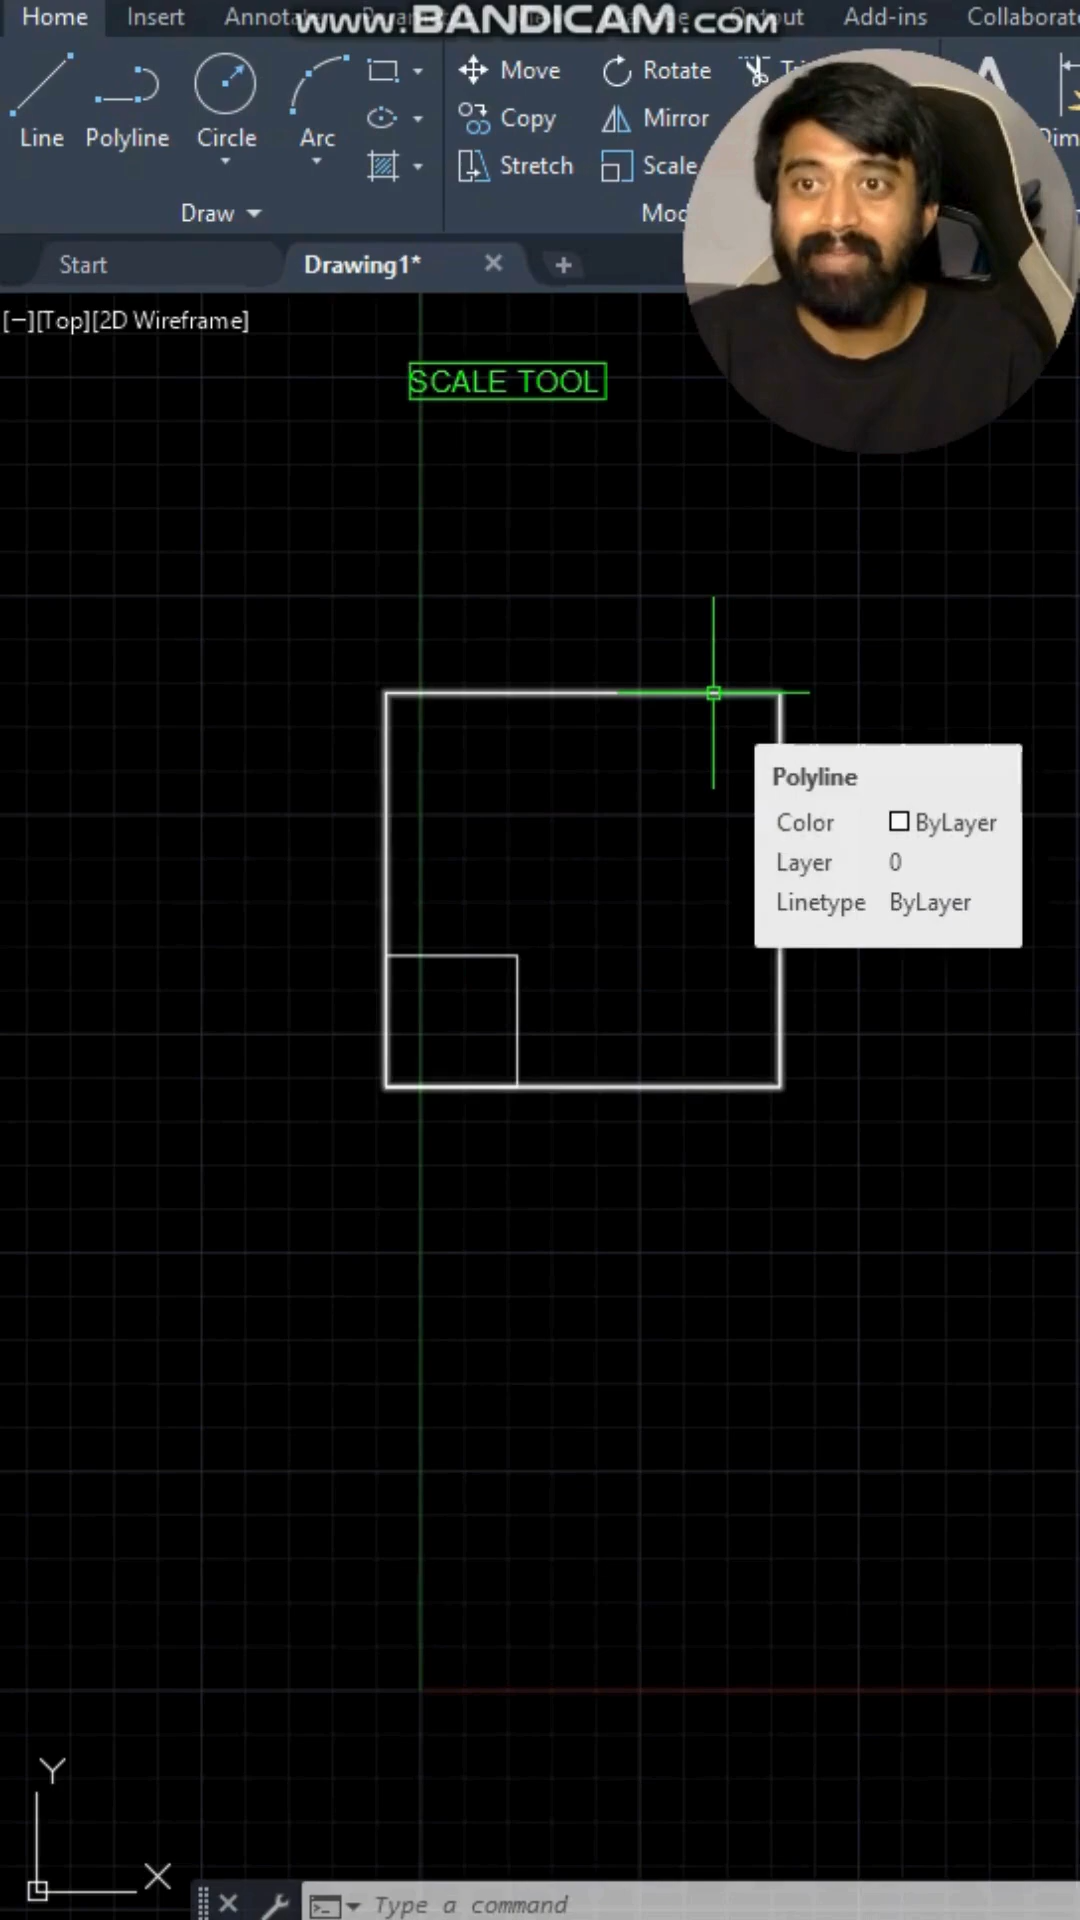 www.BANDICAM.com
Home Insert Output Add-ins
Line Polyline Circle Arc
Move Rotate
Copy Mirror
Stretch Scale
Draw
Start Drawing1*
[−][Top][2D Wireframe]
SCALE TOOL
Polyline
Color ByLayer
Layer 0
Linetype ByLayer
Y
X
Type a command